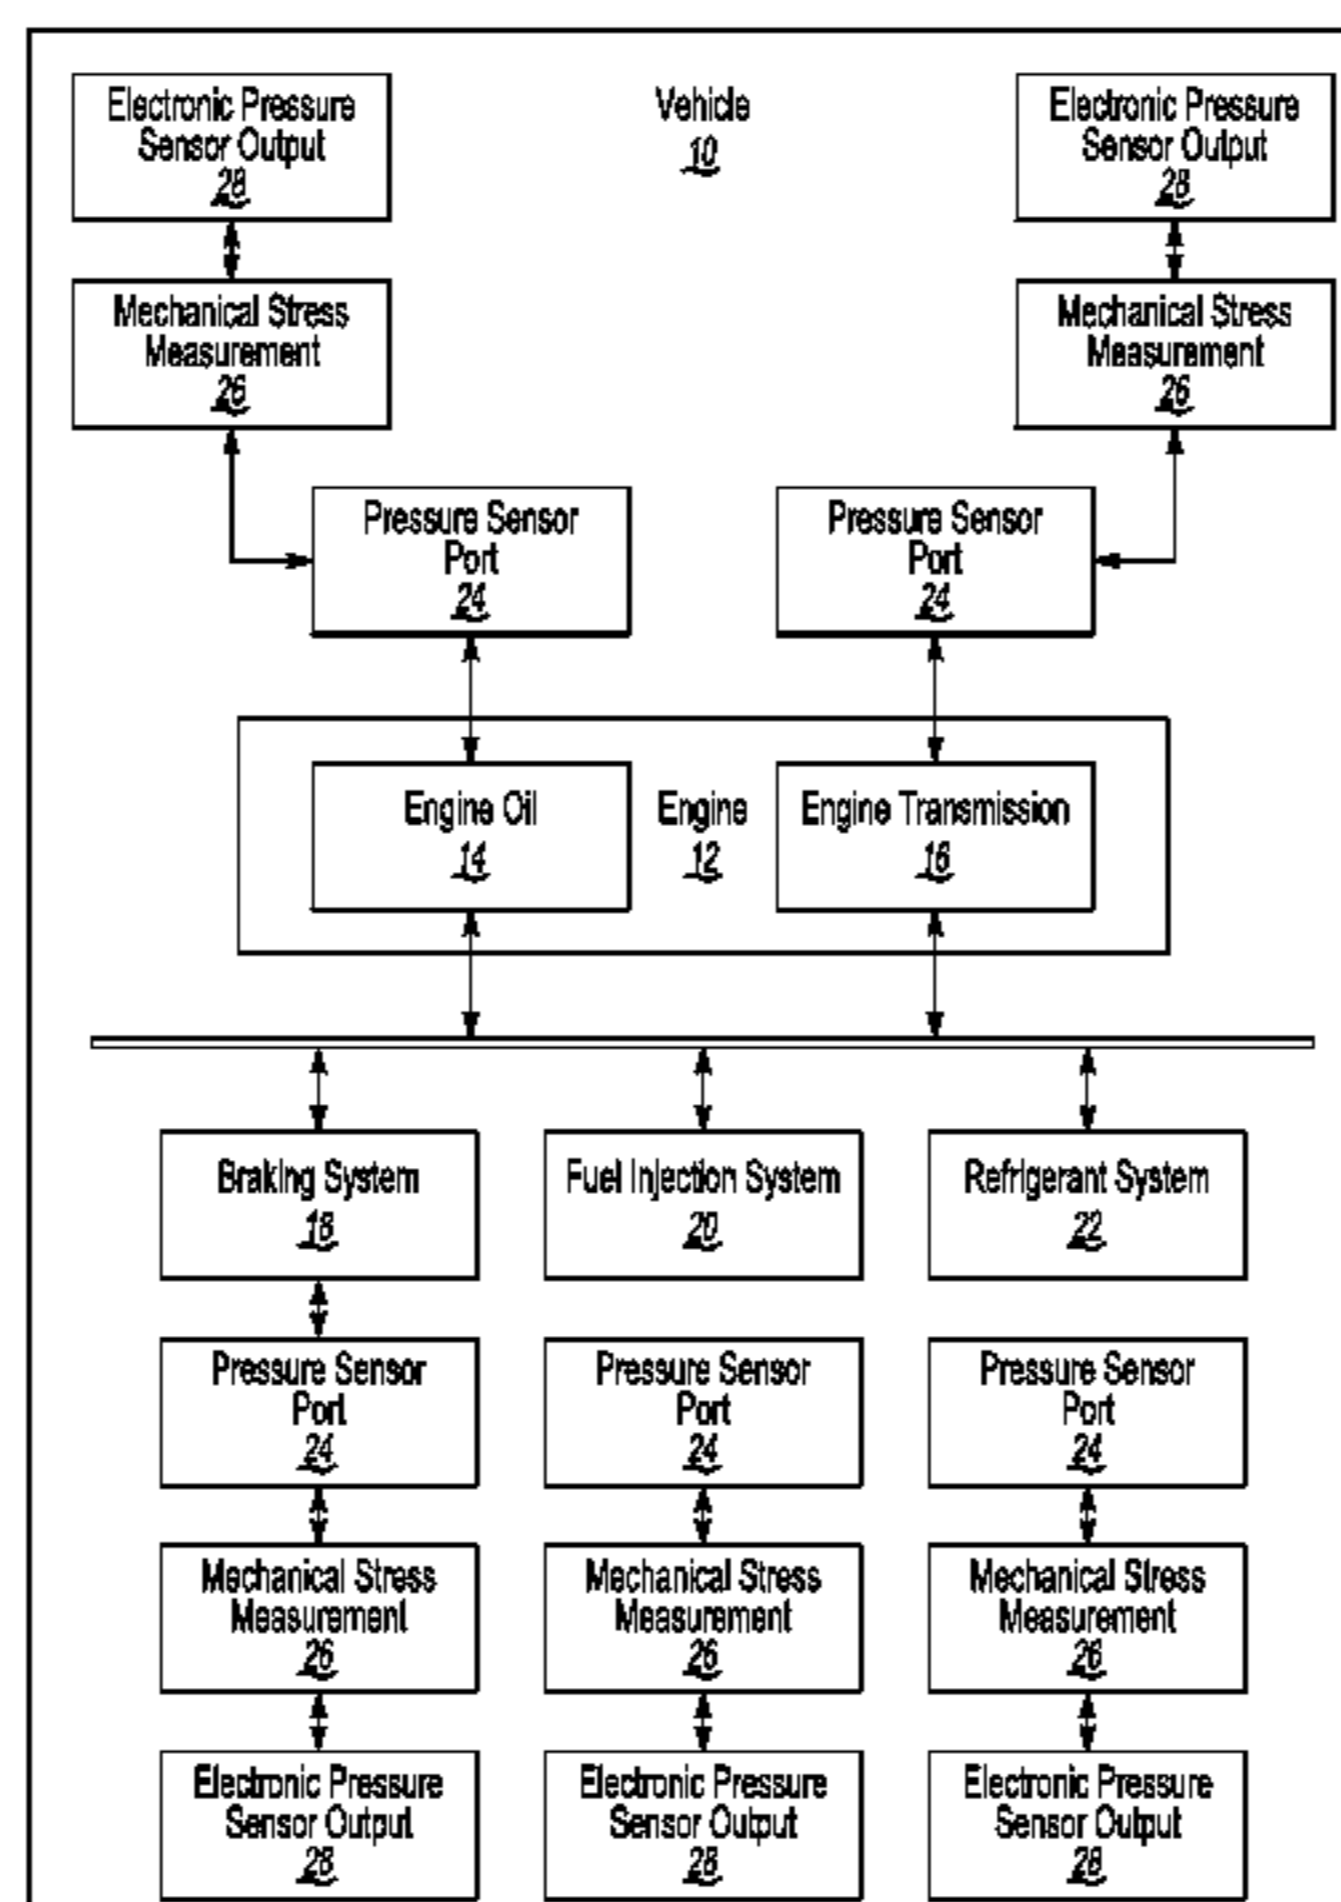 Electronic Pressure
Sensor Output
28
Vehicle
10
Electronic Pressure
Sensor Output
28
Mechanical Stress
Measurement
26
Mechanical Stress
Measurement
26
Pressure Sensor
Port
24
Pressure Sensor
Port
24
Engine Oil
14
Engine
12
Engine Transmission
16
Braking System
18
Fuel Injection System
20
Refrigerant System
22
Pressure Sensor
Port
24
Pressure Sensor
Port
24
Pressure Sensor
Port
24
Mechanical Stress
Measurement
26
Mechanical Stress
Measurement
26
Mechanical Stress
Measurement
26
Electronic Pressure
Sensor Output
28
Electronic Pressure
Sensor Output
28
Electronic Pressure
Sensor Output
28